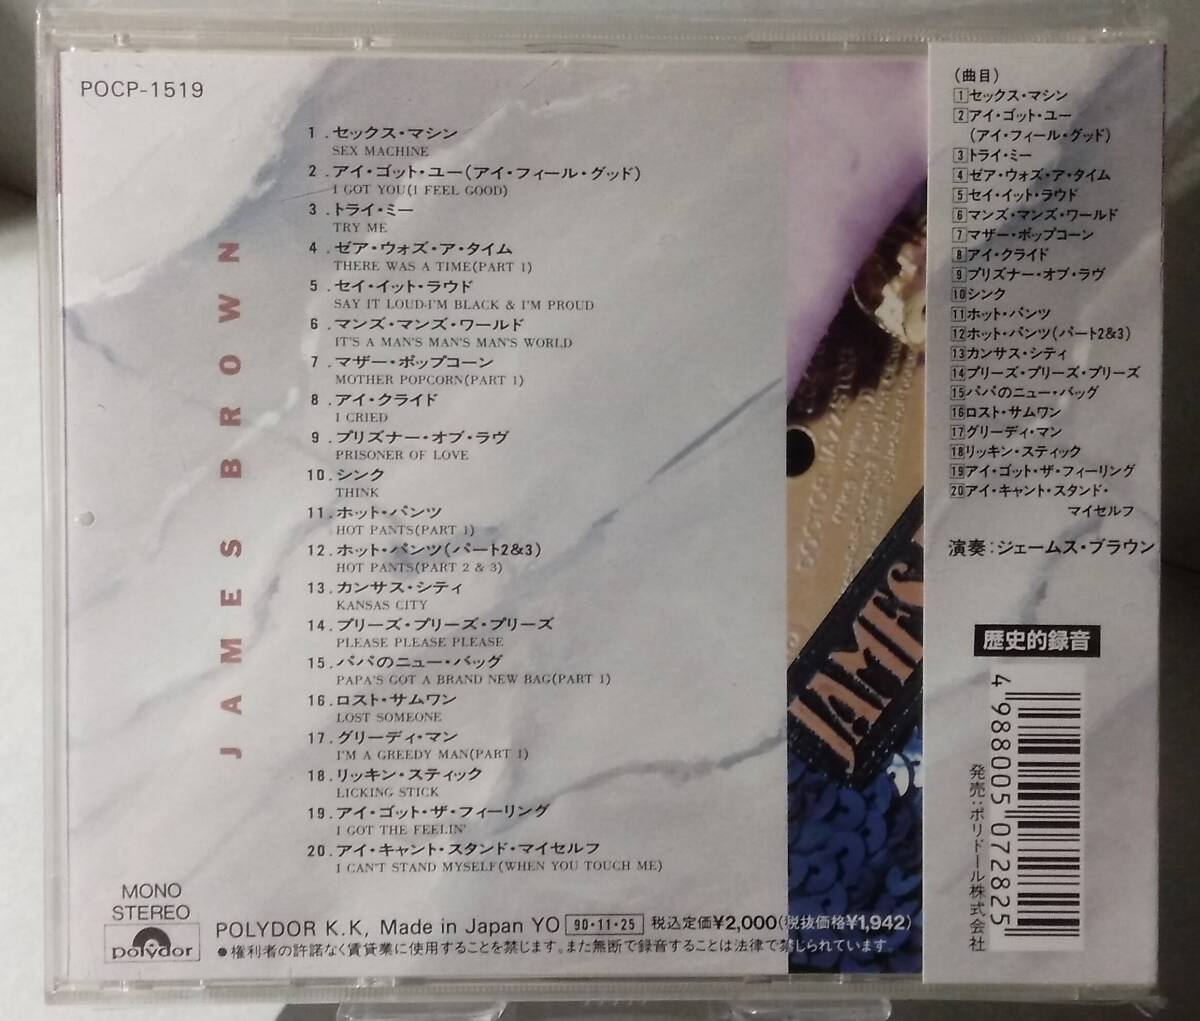 POCP-1519
JAMES BROWN
1. セックス・マシン
SEX MACHINE
2. アイ・ゴット・ユー(アイ・フィール・グッド)
I GOT YOU(I FEEL GOOD)
3. トライ・ミー
TRY ME
4. ゼア・ウォズ・ア・タイム
THERE WAS A TIME(PART 1)
5. セイ・イット・ラウド
SAY IT LOUD-I'M BLACK & I'M PROUD
6. マンズ・マンズ・ワールド
IT'S A MAN'S MAN'S MAN'S WORLD
7. マザー・ポップコーン
MOTHER POPCORN(PART 1)
8. アイ・クライド
I CRIED
9. プリズナー・オブ・ラヴ
PRISONER OF LOVE
10. シンク
THINK
11. ホット・パンツ
HOT PANTS(PART 1)
12. ホット・パンツ(パート2&3)
HOT PANTS(PART 2 & 3)
13. カンサス・シティ
KANSAS CITY
14. プリーズ・プリーズ・プリーズ
PLEASE PLEASE PLEASE
15. パパのニュー・バッグ
PAPA'S GOT A BRAND NEW BAG(PART 1)
16. ロスト・サムワン
LOST SOMEONE
17. グリーディ・マン
I'M A GREEDY MAN(PART 1)
18. リッキン・スティック
LICKING STICK
19. アイ・ゴット・ザ・フィーリング
I GOT THE FEELIN'
20. アイ・キャント・スタンド・マイセルフ
I CAN'T STAND MYSELF(WHEN YOU TOUCH ME)
MONO
STEREO
polydor
POLYDOR K.K, Made in Japan YO 90・11・25 税込定価¥2,000(税抜価格¥1,942)
●権利者の許諾なく賃貸業に使用することを禁じます。また無断で録音することは法律で禁じられています。
JAMES
(曲目)
1セックス・マシン
2アイ・ゴット・ユー
(アイ・フィール・グッド)
3トライ・ミー
4ゼア・ウォズ・ア・タイム
5セイ・イット・ラウド
6マンズ・マンズ・ワールド
7マザー・ポップコーン
8アイ・クライド
9プリズナー・オブ・ラヴ
10シンク
11ホット・パンツ
12ホット・パンツ(パート2&3)
13カンサス・シティ
14プリーズ・プリーズ・プリーズ
15パパのニュー・バッグ
16ロスト・サムワン
17グリーディ・マン
18リッキン・スティック
19アイ・ゴット・ザ・フィーリング
20アイ・キャント・スタンド・
マイセルフ
演奏:ジェームス・ブラウン
歴史的録音
4 988005 072825
発売:ポリドール株式会社